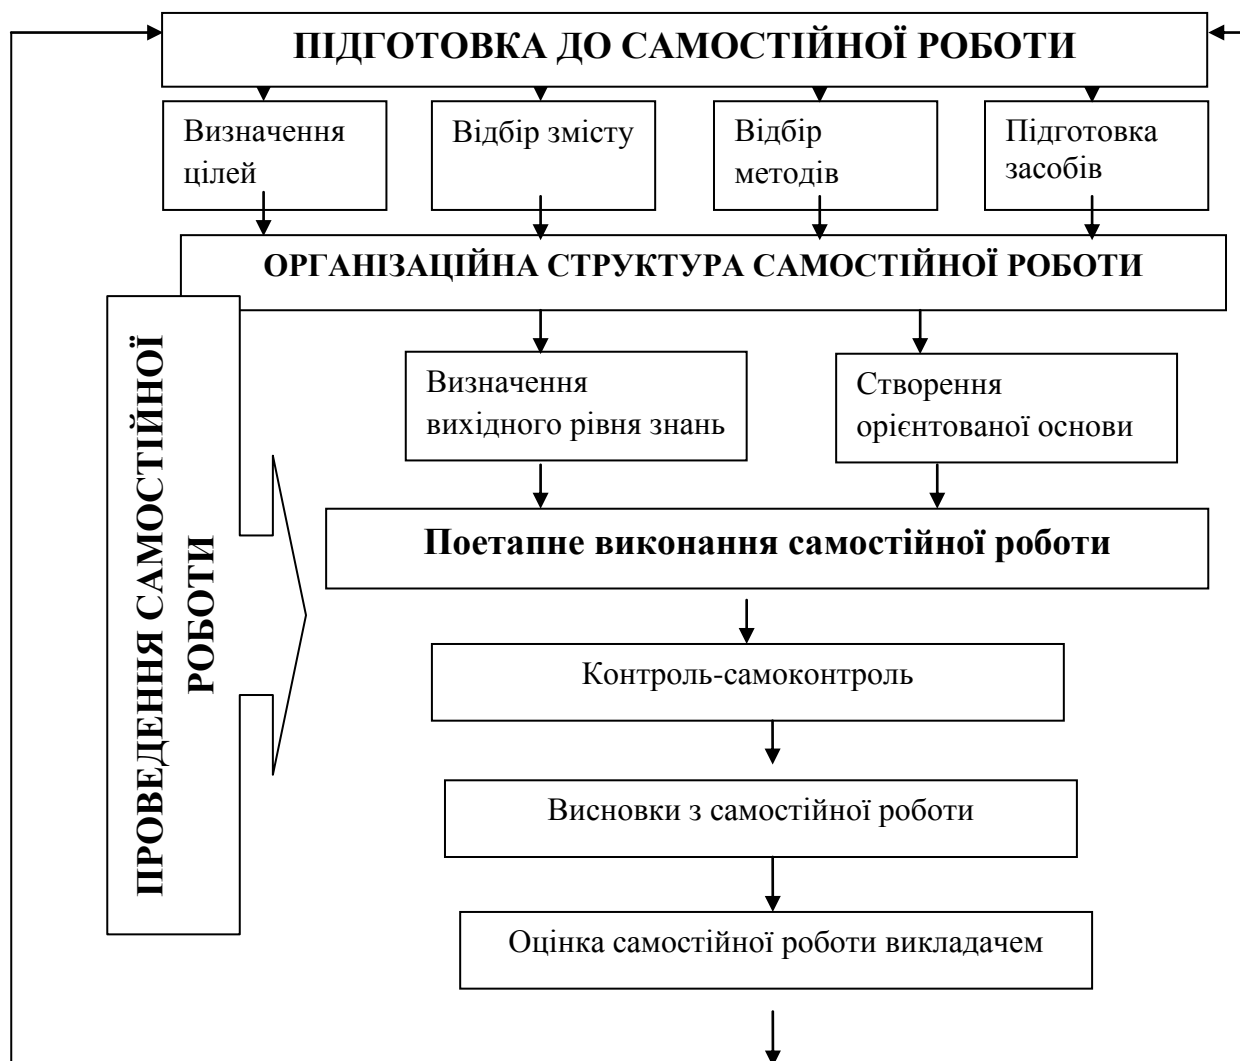 ПІДГОТОВКА ДО САМОСТІЙНОЇ РОБОТИ
Визначення
цілей
Відбір змісту
Відбір
методів
Підготовка
засобів
ОРГАНІЗАЦІЙНА СТРУКТУРА САМОСТІЙНОЇ РОБОТИ
ПРОВЕДЕННЯ САМОСТІЙНОЇ
РОБОТИ
Визначення
вихідного рівня знань
Створення
орієнтованої основи
Поетапне виконання самостійної роботи
Контроль-самоконтроль
Висновки з самостійної роботи
Оцінка самостійної роботи викладачем